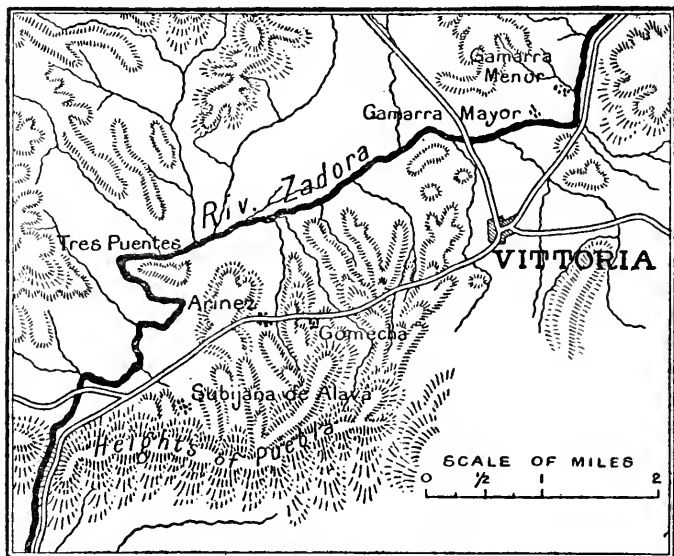 Gamarra
Menor
Gamarra Mayor
Riv. Zadora
Tres Puentes
VITTORIA
Arinez
Gomecha
Subijana de Alava
Heights of Puebla
SCALE OF MILES
0 1/2 1 2